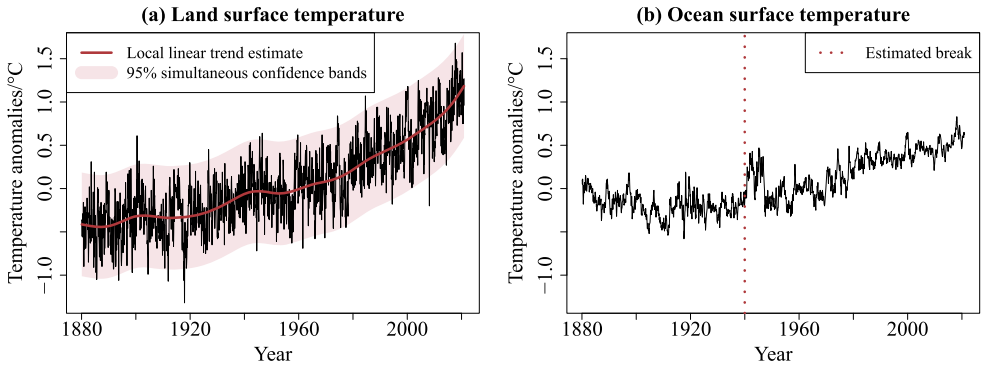 (a) Land surface temperature
Local linear trend estimate
95% simultaneous confidence bands
Temperature anomalies/°C
1.5
1.0
0.5
0.0
−1.0
1880
1920
1960
2000
Year
(b) Ocean surface temperature
Estimated break
Temperature anomalies/°C
1.5
1.0
0.5
0.0
−1.0
1880
1920
1960
2000
Year